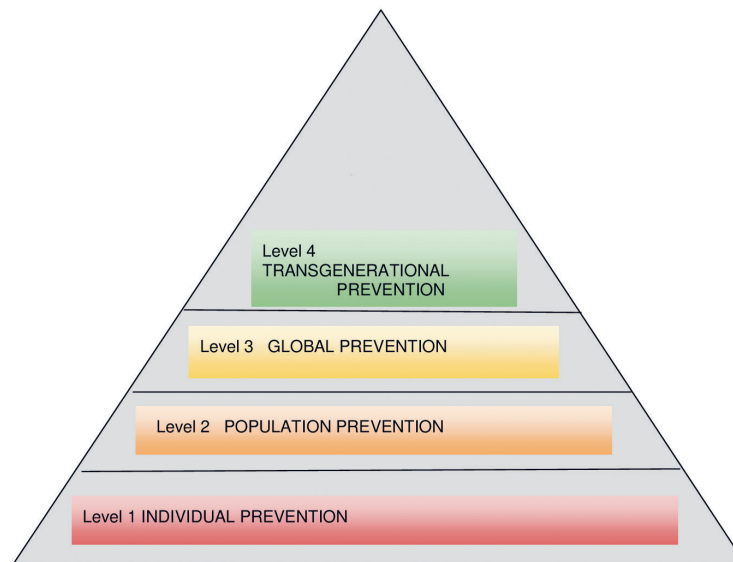 Level 4
TRANSGENERATIONAL
PREVENTION
Level 3 GLOBAL PREVENTION
Level 2 POPULATION PREVENTION
Level 1 INDIVIDUAL PREVENTION